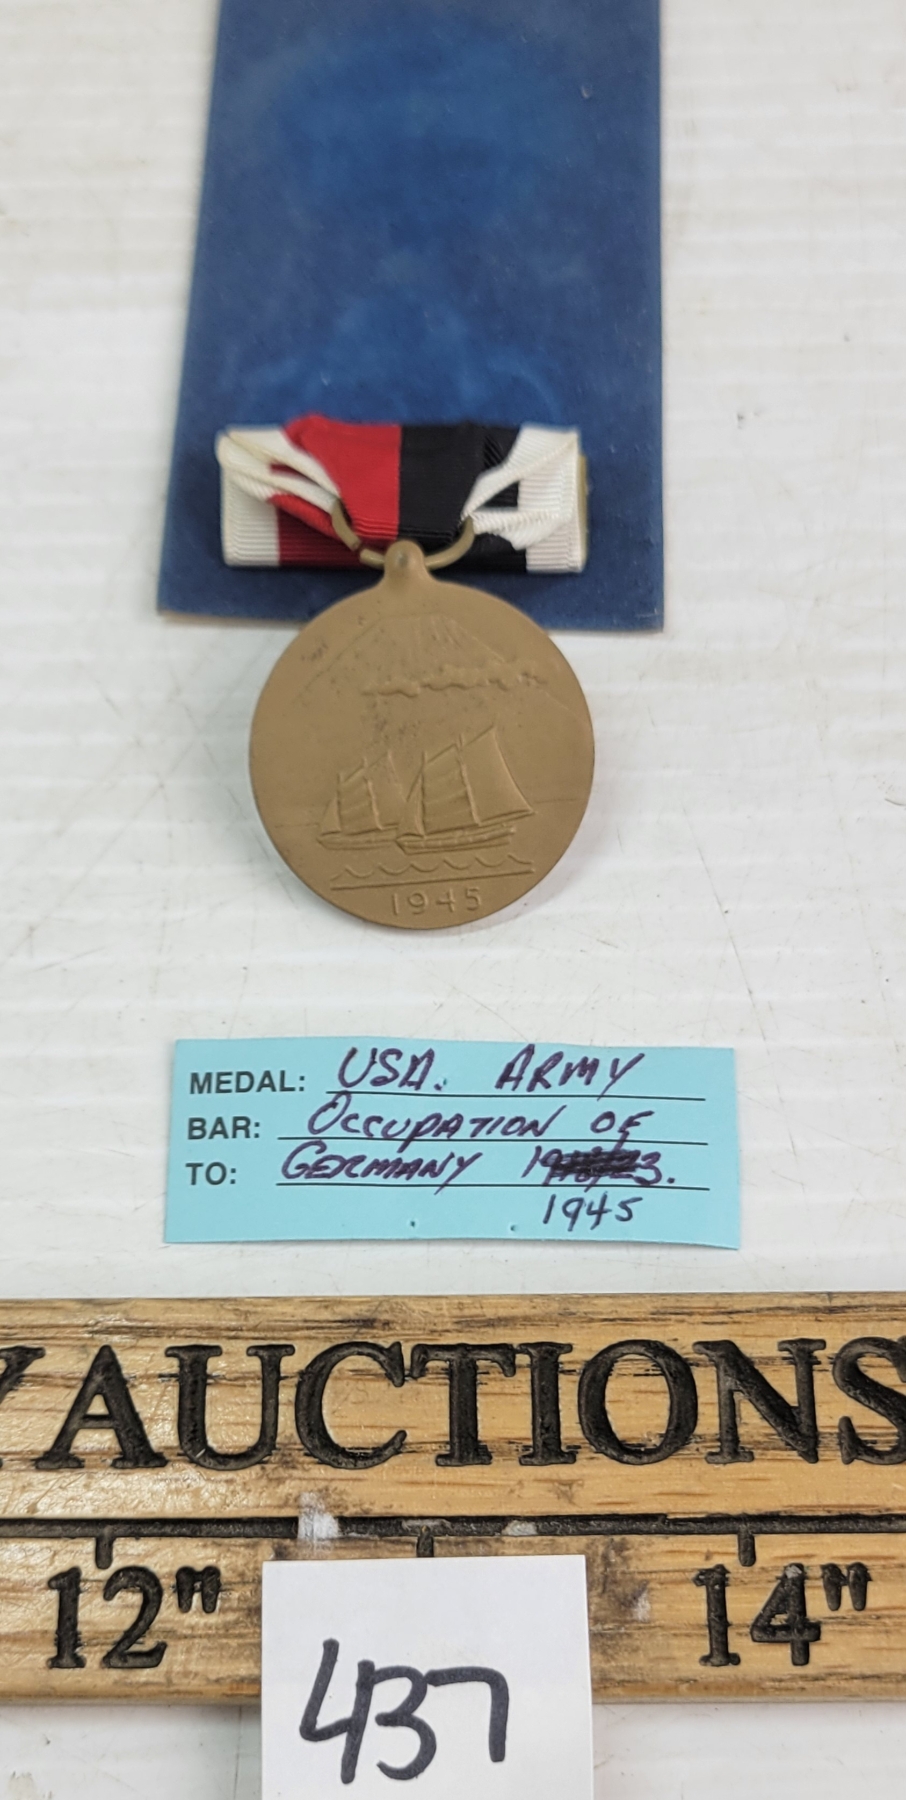 1945
MEDAL: USA. ARMY
BAR: OCCUPATION OF
TO: GERMANY
1945
AUCTIONS
12" 14"
437